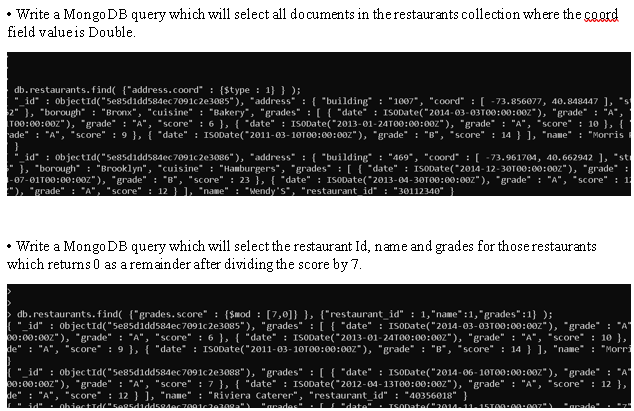 • Write a MongoDB query which will select all documents in the restaurants collection where the coord
field value is Double.
db.restaurants.find( {"address.coord" : {$type : 1} } );
"_id" : ObjectId("5e85d1dd584ec7091c2e3085"), "address" : { "building" : "1007", "coord" : [ -73.856077, 40.848447 ], "st
", "borough" : "Bronx", "cuisine" : "Bakery", "grades" : [ { "date" : ISODate("2014-03-03T00:00:00Z"), "grade" : "A",
T00:00:00Z"), "grade" : "A", "score" : 6 }, { "date" : ISODate("2013-01-24T00:00:00Z"), "grade" : "A", "score" : 10 }, {
ade" : "A", "score" : 9 }, { "date" : ISODate("2011-03-10T00:00:00Z"), "grade" : "B", "score" : 14 } ], "name" : "Morris
}
"_id" : ObjectId("5e85d1dd584ec7091c2e3086"), "address" : { "building" : "469", "coord" : [ -73.961704, 40.662942 ], "st
" ], "borough" : "Brooklyn", "cuisine" : "Hamburgers", "grades" : [ { "date" : ISODate("2014-12-30T00:00:00Z"), "grade" :
-07-01T00:00:00Z"), "grade" : "B", "score" : 23 }, { "date" : ISODate("2013-04-30T00:00:00Z"), "grade" : "A", "score" : 12
"), "grade" : "A", "score" : 12 } ], "name" : "Wendy'S", "restaurant_id" : "30112340" }
• Write a MongoDB query which will select the restaurant Id, name and grades for those restaurants
which returns 0 as a remainder after dividing the score by 7.
>
>
> db.restaurants.find( {"grades.score" : {$mod : [7,0]} }, {"restaurant_id" : 1,"name":1,"grades":1} );
{ "_id" : ObjectId("5e85d1dd584ec7091c2e3085"), "grades" : [ { "date" : ISODate("2014-03-03T00:00:00Z"), "grade" : "A"
00:00:00Z"), "grade" : "A", "score" : 6 }, { "date" : ISODate("2013-01-24T00:00:00Z"), "grade" : "A", "score" : 10 },
de" : "A", "score" : 9 }, { "date" : ISODate("2011-03-10T00:00:00Z"), "grade" : "B", "score" : 14 } ], "name" : "Morri
}
{ "_id" : ObjectId("5e85d1dd584ec7091c2e3088"), "grades" : [ { "date" : ISODate("2014-06-10T00:00:00Z"), "grade" : "A"
00:00:00Z"), "grade" : "A", "score" : 7 }, { "date" : ISODate("2012-04-13T00:00:00Z"), "grade" : "A", "score" : 12 },
de" : "A", "score" : 12 } ], "name" : "Riviera Caterer", "restaurant_id" : "40356018" }